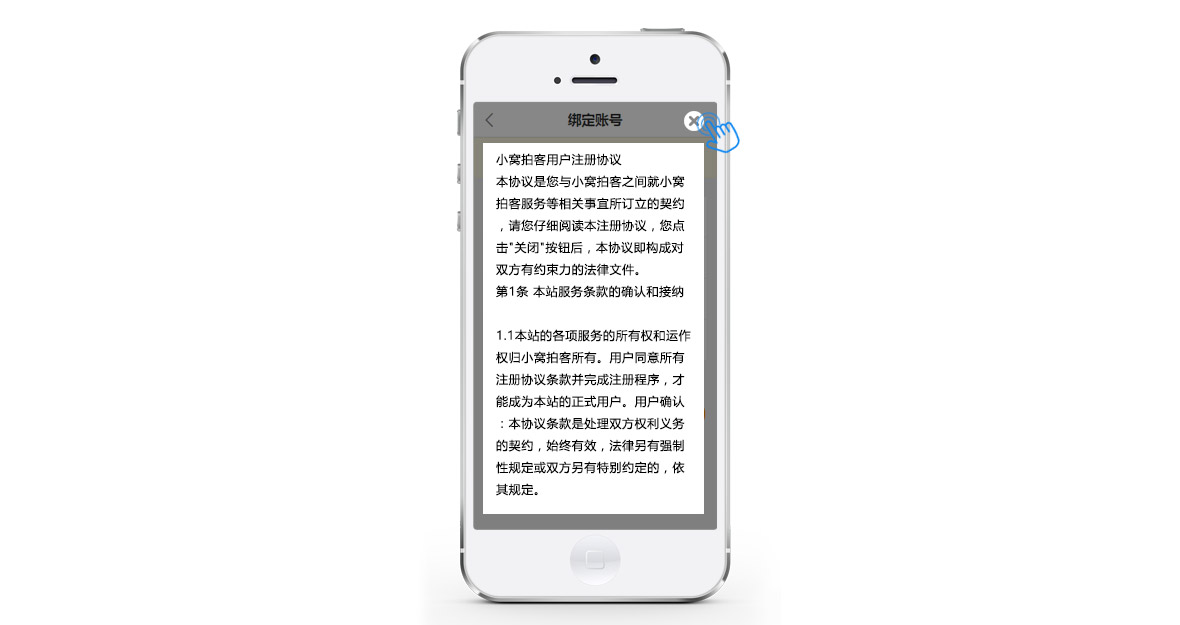 绑定账号
小窝拍客用户注册协议
本协议是您与小窝拍客之间就小窝
拍客服务等相关事宜所订立的契约
，请您仔细阅读本注册协议，您点
击"关闭"按钮后，本协议即构成对
双方有约束力的法律文件。
第1条 本站服务条款的确认和接纳
1.1本站的各项服务的所有权和运作
权归小窝拍客所有。用户同意所有
注册协议条款并完成注册程序，才
能成为本站的正式用户。用户确认
：本协议条款是处理双方权利义务
的契约，始终有效，法律另有强制
性规定或双方另有特别约定的，依
其规定。